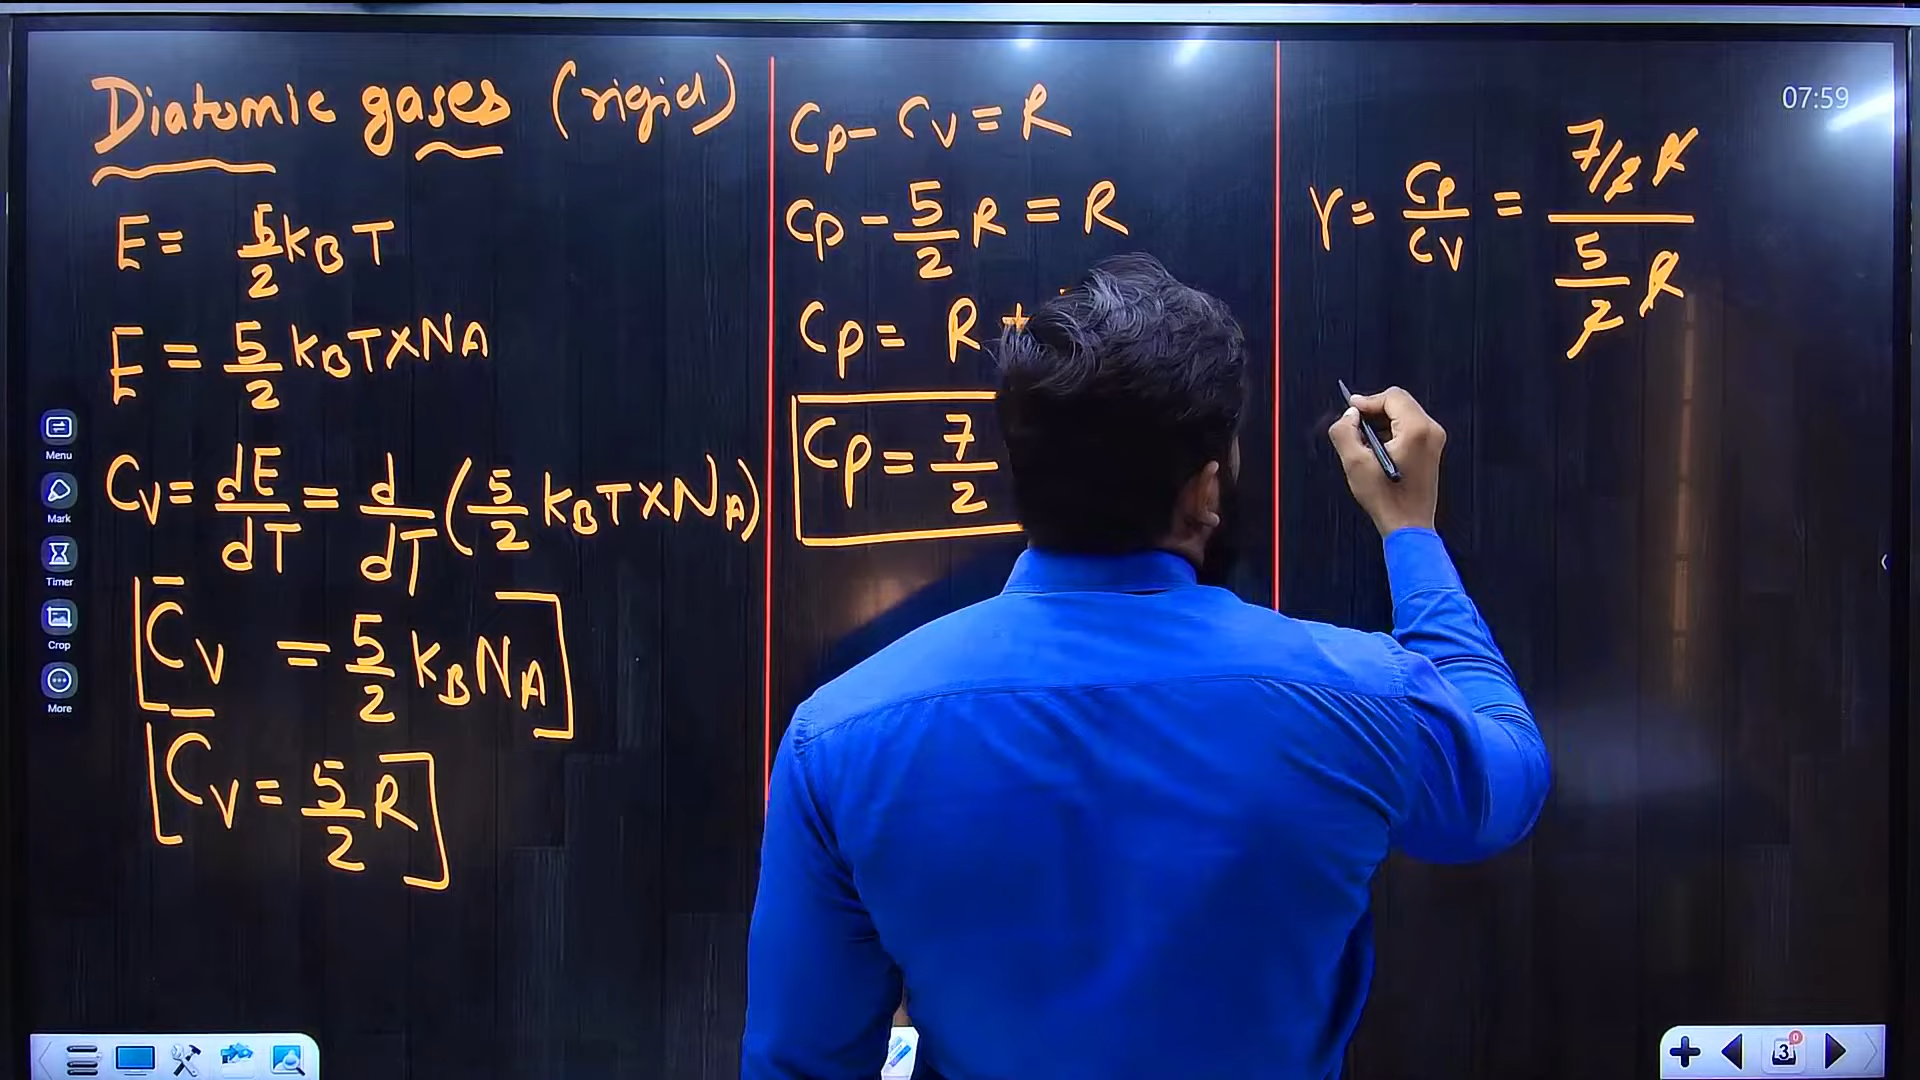 Diatomic gases (rigid)
E = 5/2 KBT
E = 5/2 KBT×NA
CV = dE/dT = d/dT (5/2 KBT×NA)
[C̅V = 5/2 KBNA]
[C̅V = 5/2 R]
Cp - CV = R
Cp - 5/2 R = R
Cp = R +
Cp = 7/2
γ = Cp/CV = 7/2 R / 5/2 R
07:59
Menu
Mark
Timer
Crop
More
3
0